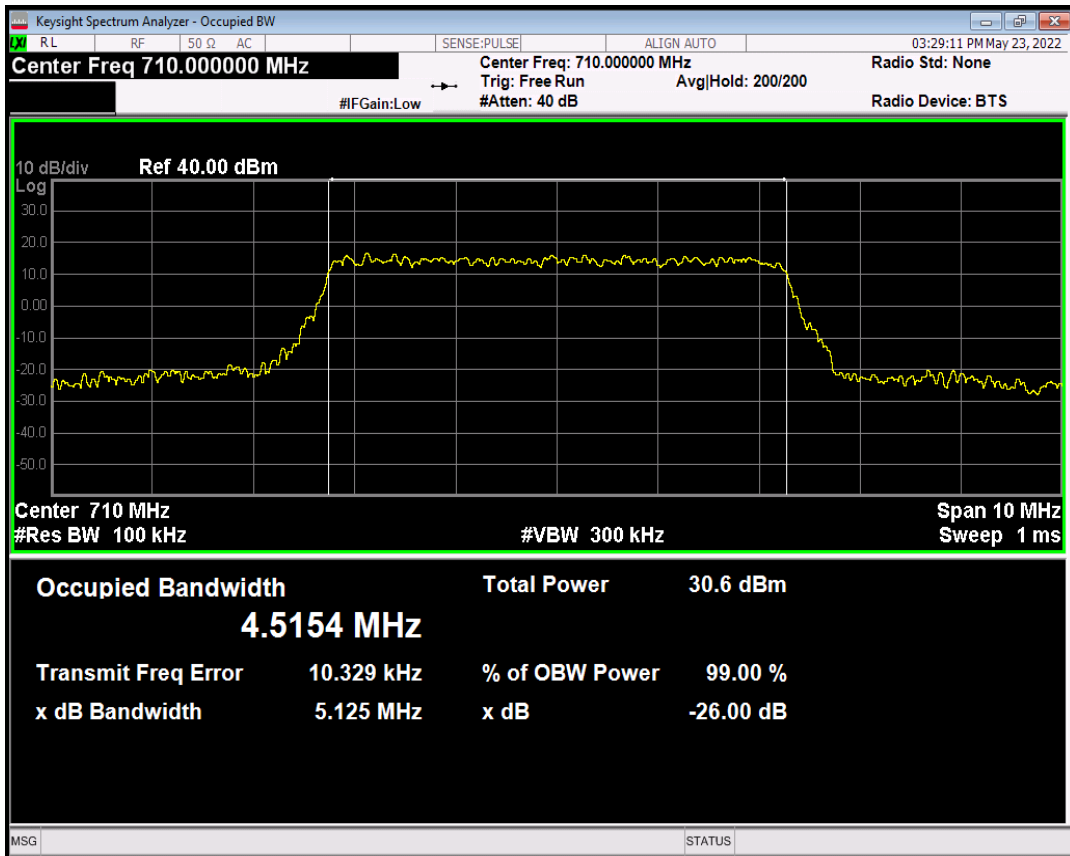 Keysight Spectrum Analyzer - Occupied BW
LXI RL RF 50 Ω AC SENSE:PULSE ALIGN AUTO 03:29:11 PM May 23, 2022
Center Freq 710.000000 MHz Center Freq: 710.000000 MHz Radio Std: None
Trig: Free Run Avg|Hold: 200/200
#IFGain:Low #Atten: 40 dB Radio Device: BTS
10 dB/div Ref 40.00 dBm
Log
30.0
20.0
10.0
0.00
-10.0
-20.0
-30.0
-40.0
-50.0
Center 710 MHz Span 10 MHz
#Res BW 100 kHz #VBW 300 kHz Sweep 1 ms
Occupied Bandwidth Total Power 30.6 dBm
4.5154 MHz
Transmit Freq Error 10.329 kHz % of OBW Power 99.00 %
x dB Bandwidth 5.125 MHz x dB -26.00 dB
MSG STATUS